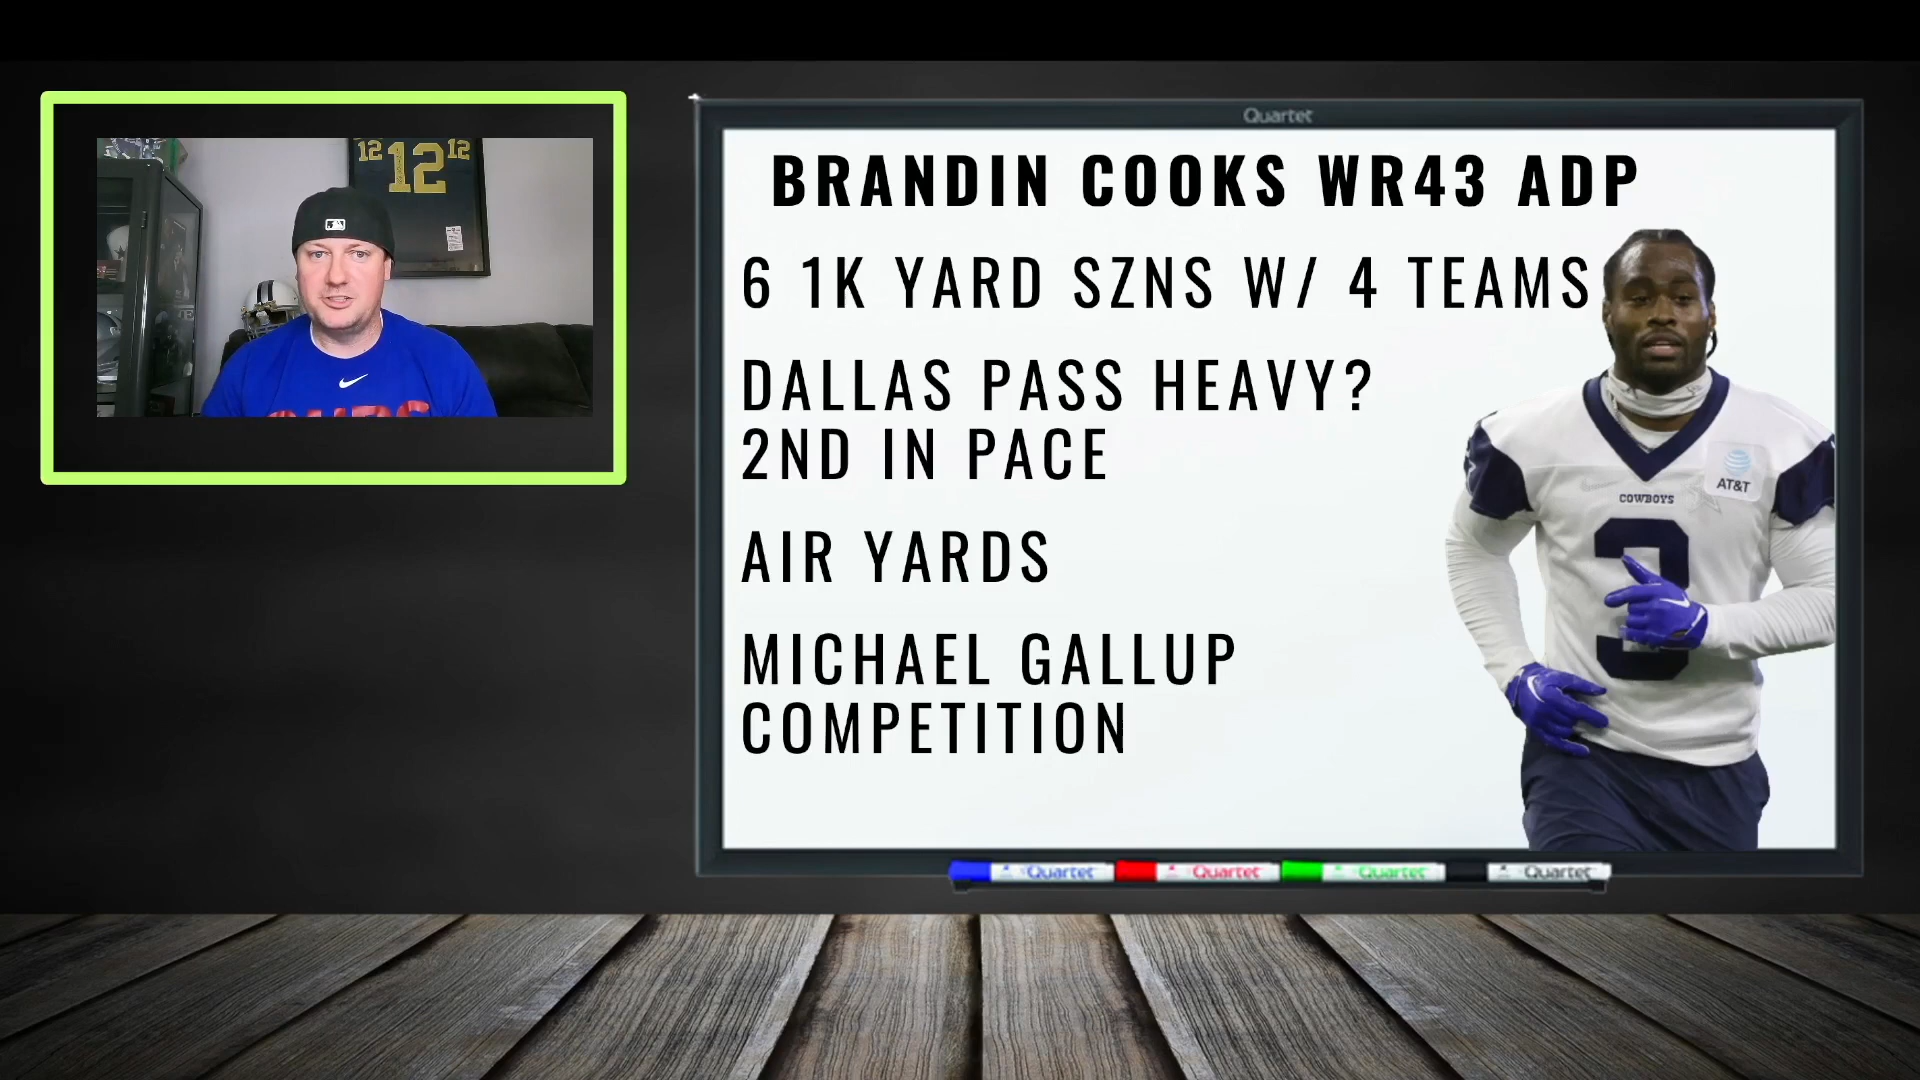 12 12 12
Quartet
BRANDIN COOKS WR43 ADP
6 1K YARD SZNS W/ 4 TEAMS
DALLAS PASS HEAVY?
2ND IN PACE
AIR YARDS
MICHAEL GALLUP
COMPETITION
AT&T
COWBOYS
3
Quartet Quartet Quartet Quartet